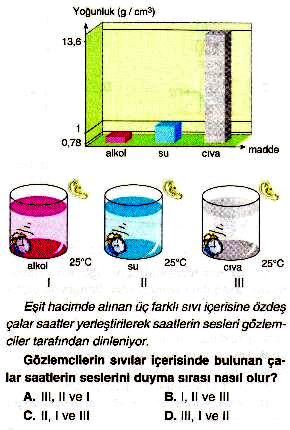 Yoğunluk (g / cm³)
13,6
1
0,78
alkol su cıva madde
alkol 25°C su 25°C cıva 25°C
I II III
Eşit hacimde alınan üç farklı sıvı içerisine özdeş
çalar saatler yerleştirilerek saatlerin sesleri gözlem-
ciler tarafından dinleniyor.
Gözlemcilerin sıvılar içerisinde bulunan ça-
lar saatlerin seslerini duyma sırası nasıl olur?
A. III, II ve I B. I, II ve III
C. II, I ve III D. III, I ve II